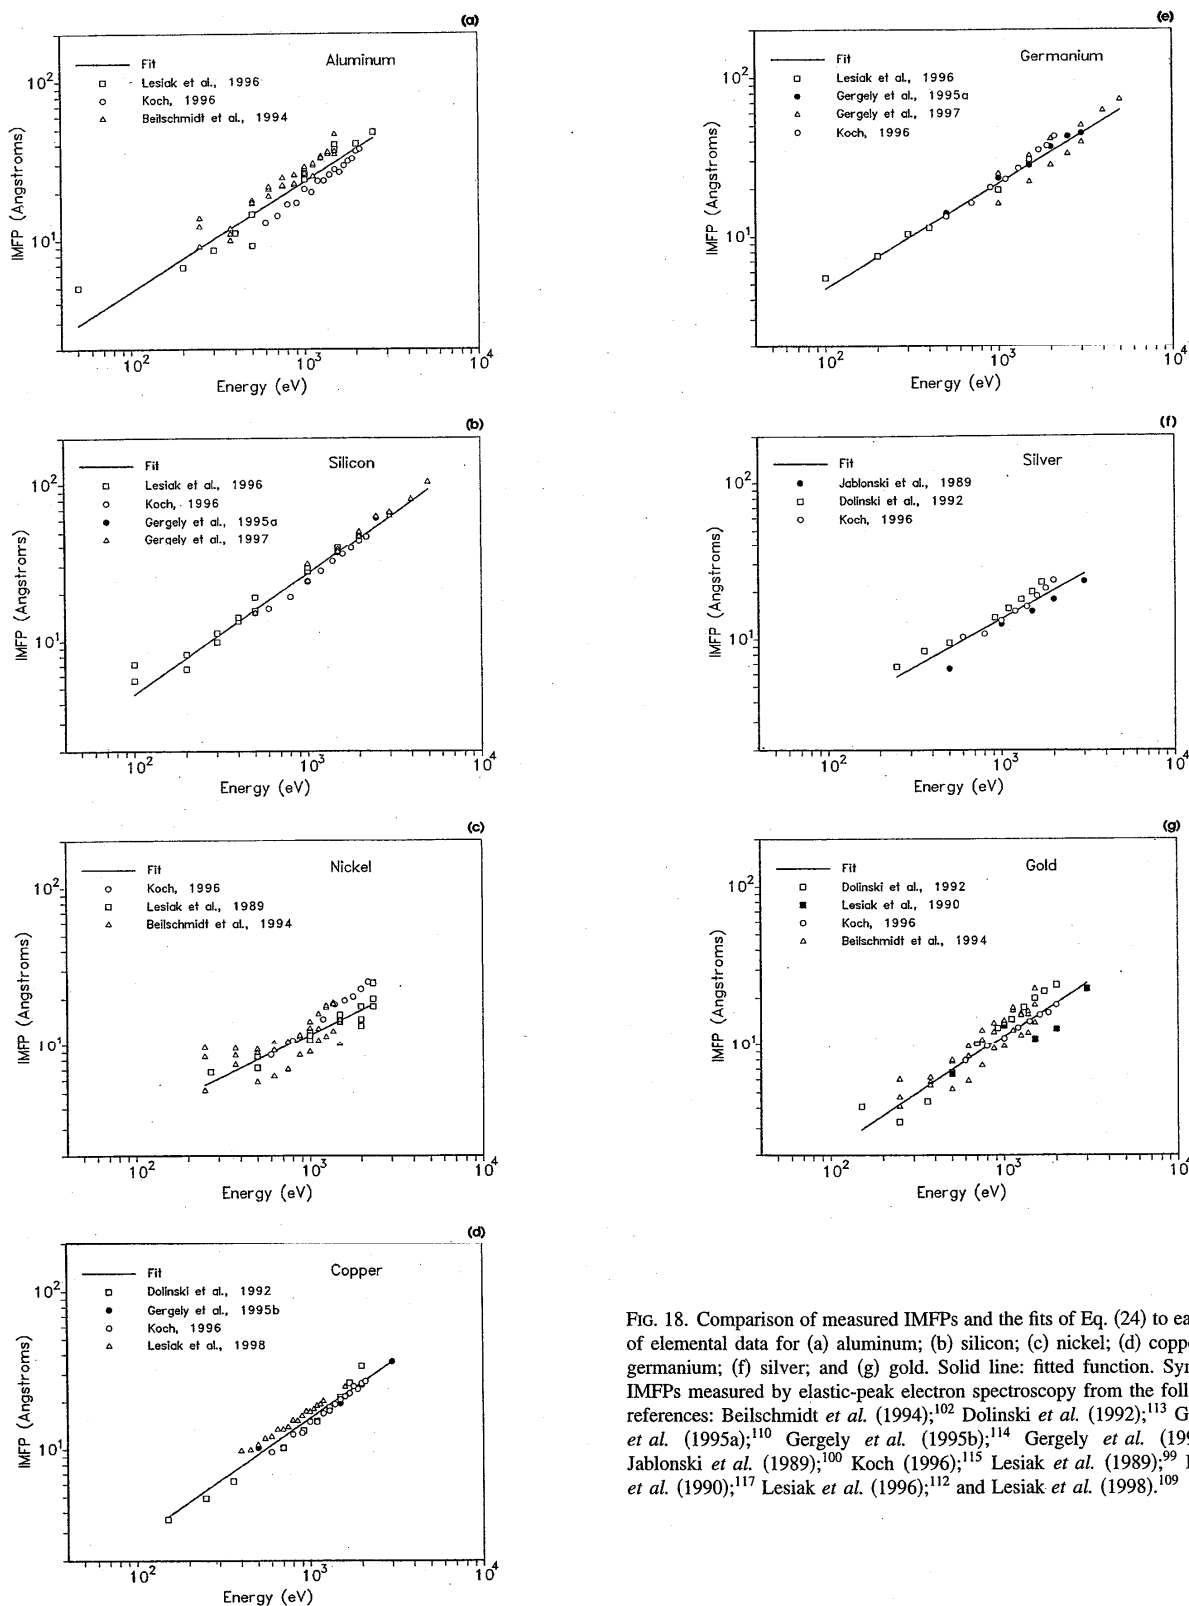 (a)
Aluminum
Fit
Lesiak et al., 1996
Koch, 1996
Beilschmidt et al., 1994
10²
10¹
IMFP (Angstroms)
10² 10³ 10⁴
Energy (eV)
(b)
Silicon
Fit
Lesiak et al., 1996
Koch, 1996
Gergely et al., 1995a
Gergely et al., 1997
10²
10¹
IMFP (Angstroms)
10² 10³ 10⁴
Energy (eV)
(c)
Nickel
Fit
Koch, 1996
Lesiak et al., 1989
Beilschmidt et al., 1994
10²
10¹
IMFP (Angstroms)
10² 10³ 10⁴
Energy (eV)
(d)
Copper
Fit
Dolinski et al., 1992
Gergely et al., 1995b
Koch, 1996
Lesiak et al., 1998
10²
10¹
IMFP (Angstroms)
10² 10³ 10⁴
Energy (eV)
(e)
Germanium
Fit
Lesiak et al., 1996
Gergely et al., 1995a
Gergely et al., 1997
Koch, 1996
10²
10¹
IMFP (Angstroms)
10² 10³ 10⁴
Energy (eV)
(f)
Silver
Fit
Jablonski et al., 1989
Dolinski et al., 1992
Koch, 1996
10²
10¹
IMFP (Angstroms)
10² 10³ 10⁴
Energy (eV)
(g)
Gold
Fit
Dolinski et al., 1992
Lesiak et al., 1990
Koch, 1996
Beilschmidt et al., 1994
10²
10¹
IMFP (Angstroms)
10² 10³ 10⁴
Energy (eV)
FIG. 18. Comparison of measured IMFPs and the fits of Eq. (24) to ea
of elemental data for (a) aluminum; (b) silicon; (c) nickel; (d) copp
germanium; (f) silver; and (g) gold. Solid line: fitted function. Sy
IMFPs measured by elastic-peak electron spectroscopy from the foll
references: Beilschmidt et al. (1994);¹⁰² Dolinski et al. (1992);¹¹³ G
et al. (1995a);¹¹⁰ Gergely et al. (1995b);¹¹⁴ Gergely et al. (199
Jablonski et al. (1989);¹⁰⁰ Koch (1996);¹¹⁵ Lesiak et al. (1989);⁹⁹
et al. (1990);¹¹⁷ Lesiak et al. (1996);¹¹² and Lesiak et al. (1998).¹⁰⁹